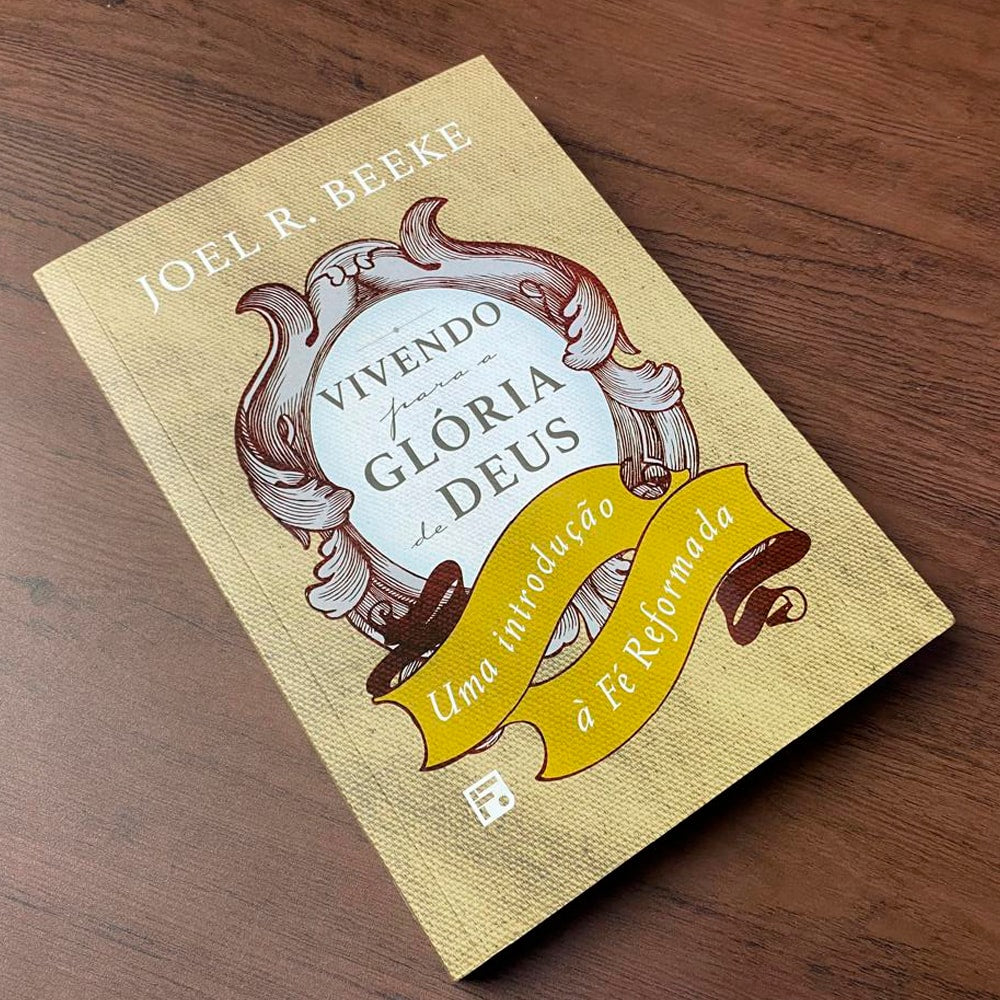 JOEL R. BEEKE
VIVENDO
para a
GLÓRIA
de DEUS
Uma introdução
à Fé Reformada
F.